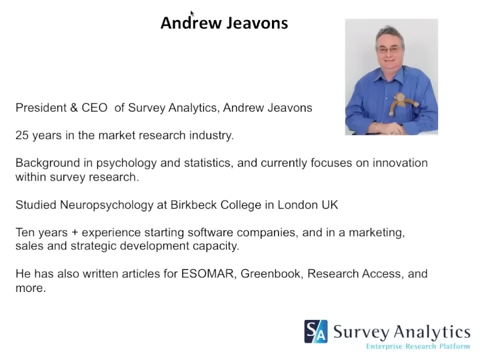 Andrew Jeavons
President & CEO of Survey Analytics, Andrew Jeavons
25 years in the market research industry.
Background in psychology and statistics, and currently focuses on innovation
within survey research.
Studied Neuropsychology at Birkbeck College in London UK
Ten years + experience starting software companies, and in a marketing,
sales and strategic development capacity.
He has also written articles for ESOMAR, Greenbook, Research Access, and
more.
S/A Survey Analytics
Enterprise Research Platform